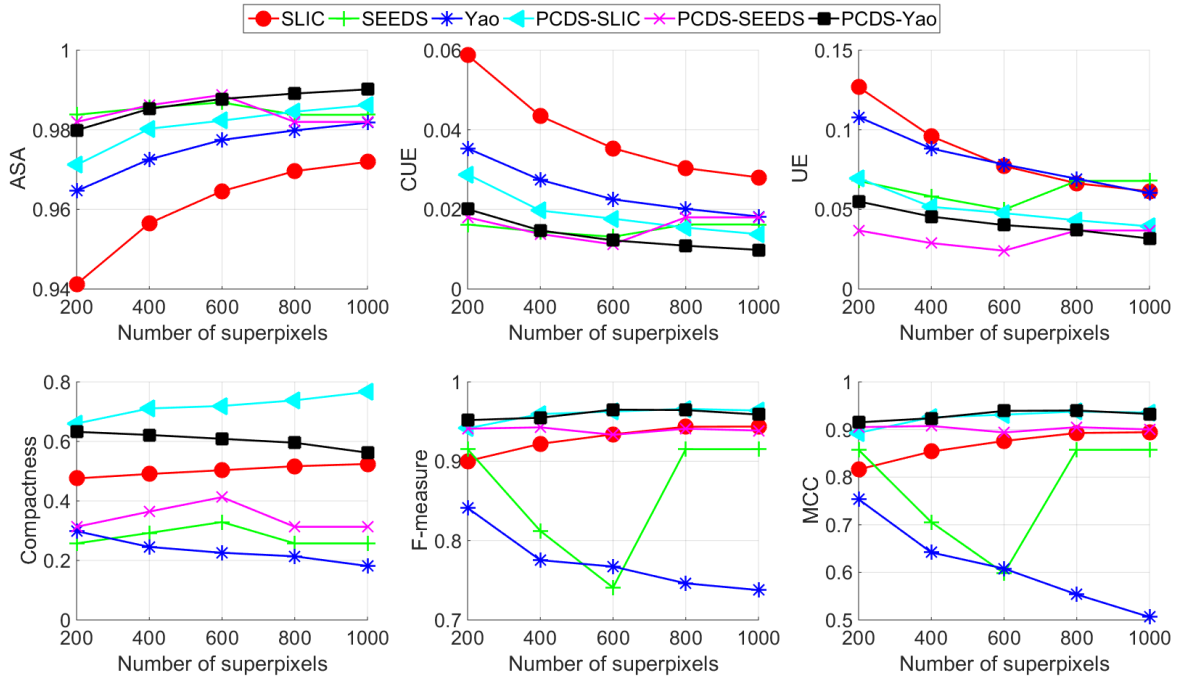 SLIC SEEDS Yao PCDS-SLIC PCDS-SEEDS PCDS-Yao
1
0.98
0.96
0.94
ASA
200 400 600 800 1000
Number of superpixels
0.06
0.04
0.02
0
CUE
200 400 600 800 1000
Number of superpixels
0.15
0.1
0.05
0
UE
200 400 600 800 1000
Number of superpixels
0.8
0.6
0.4
0.2
0
Compactness
200 400 600 800 1000
Number of superpixels
1
0.9
0.8
0.7
F-measure
200 400 600 800 1000
Number of superpixels
1
0.9
0.8
0.7
0.6
0.5
MCC
200 400 600 800 1000
Number of superpixels